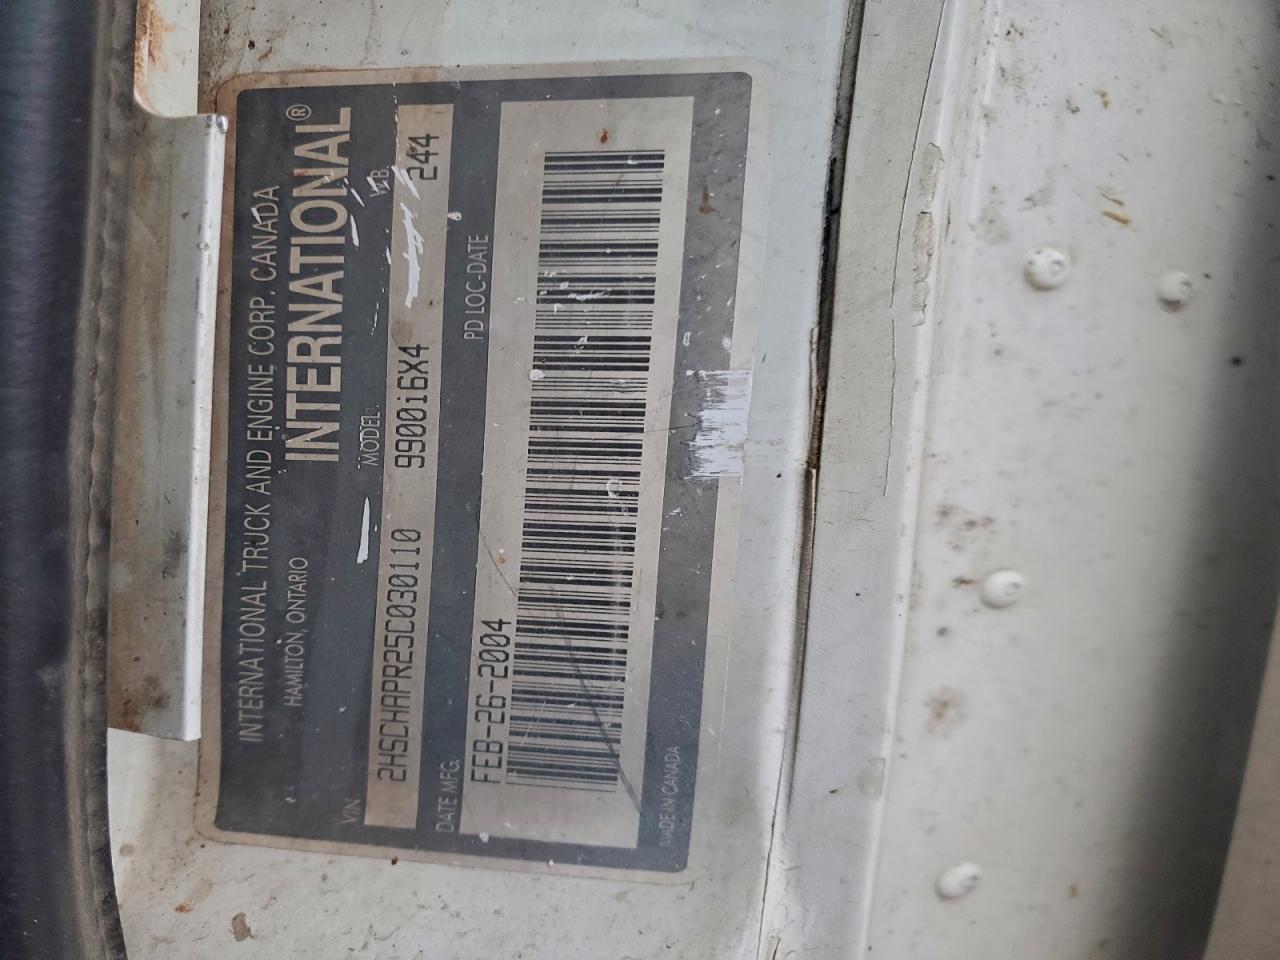 INTERNATIONAL TRUCK AND ENGINE CORP. CANADA
HAMILTON, ONTARIO
INTERNATIONAL®
VIN MODEL W.B.
2HSCHAPR25C030110 9900i6X4 244
DATE MFG. PD LOC-DATE
FEB-26-2004
MADE IN CANADA